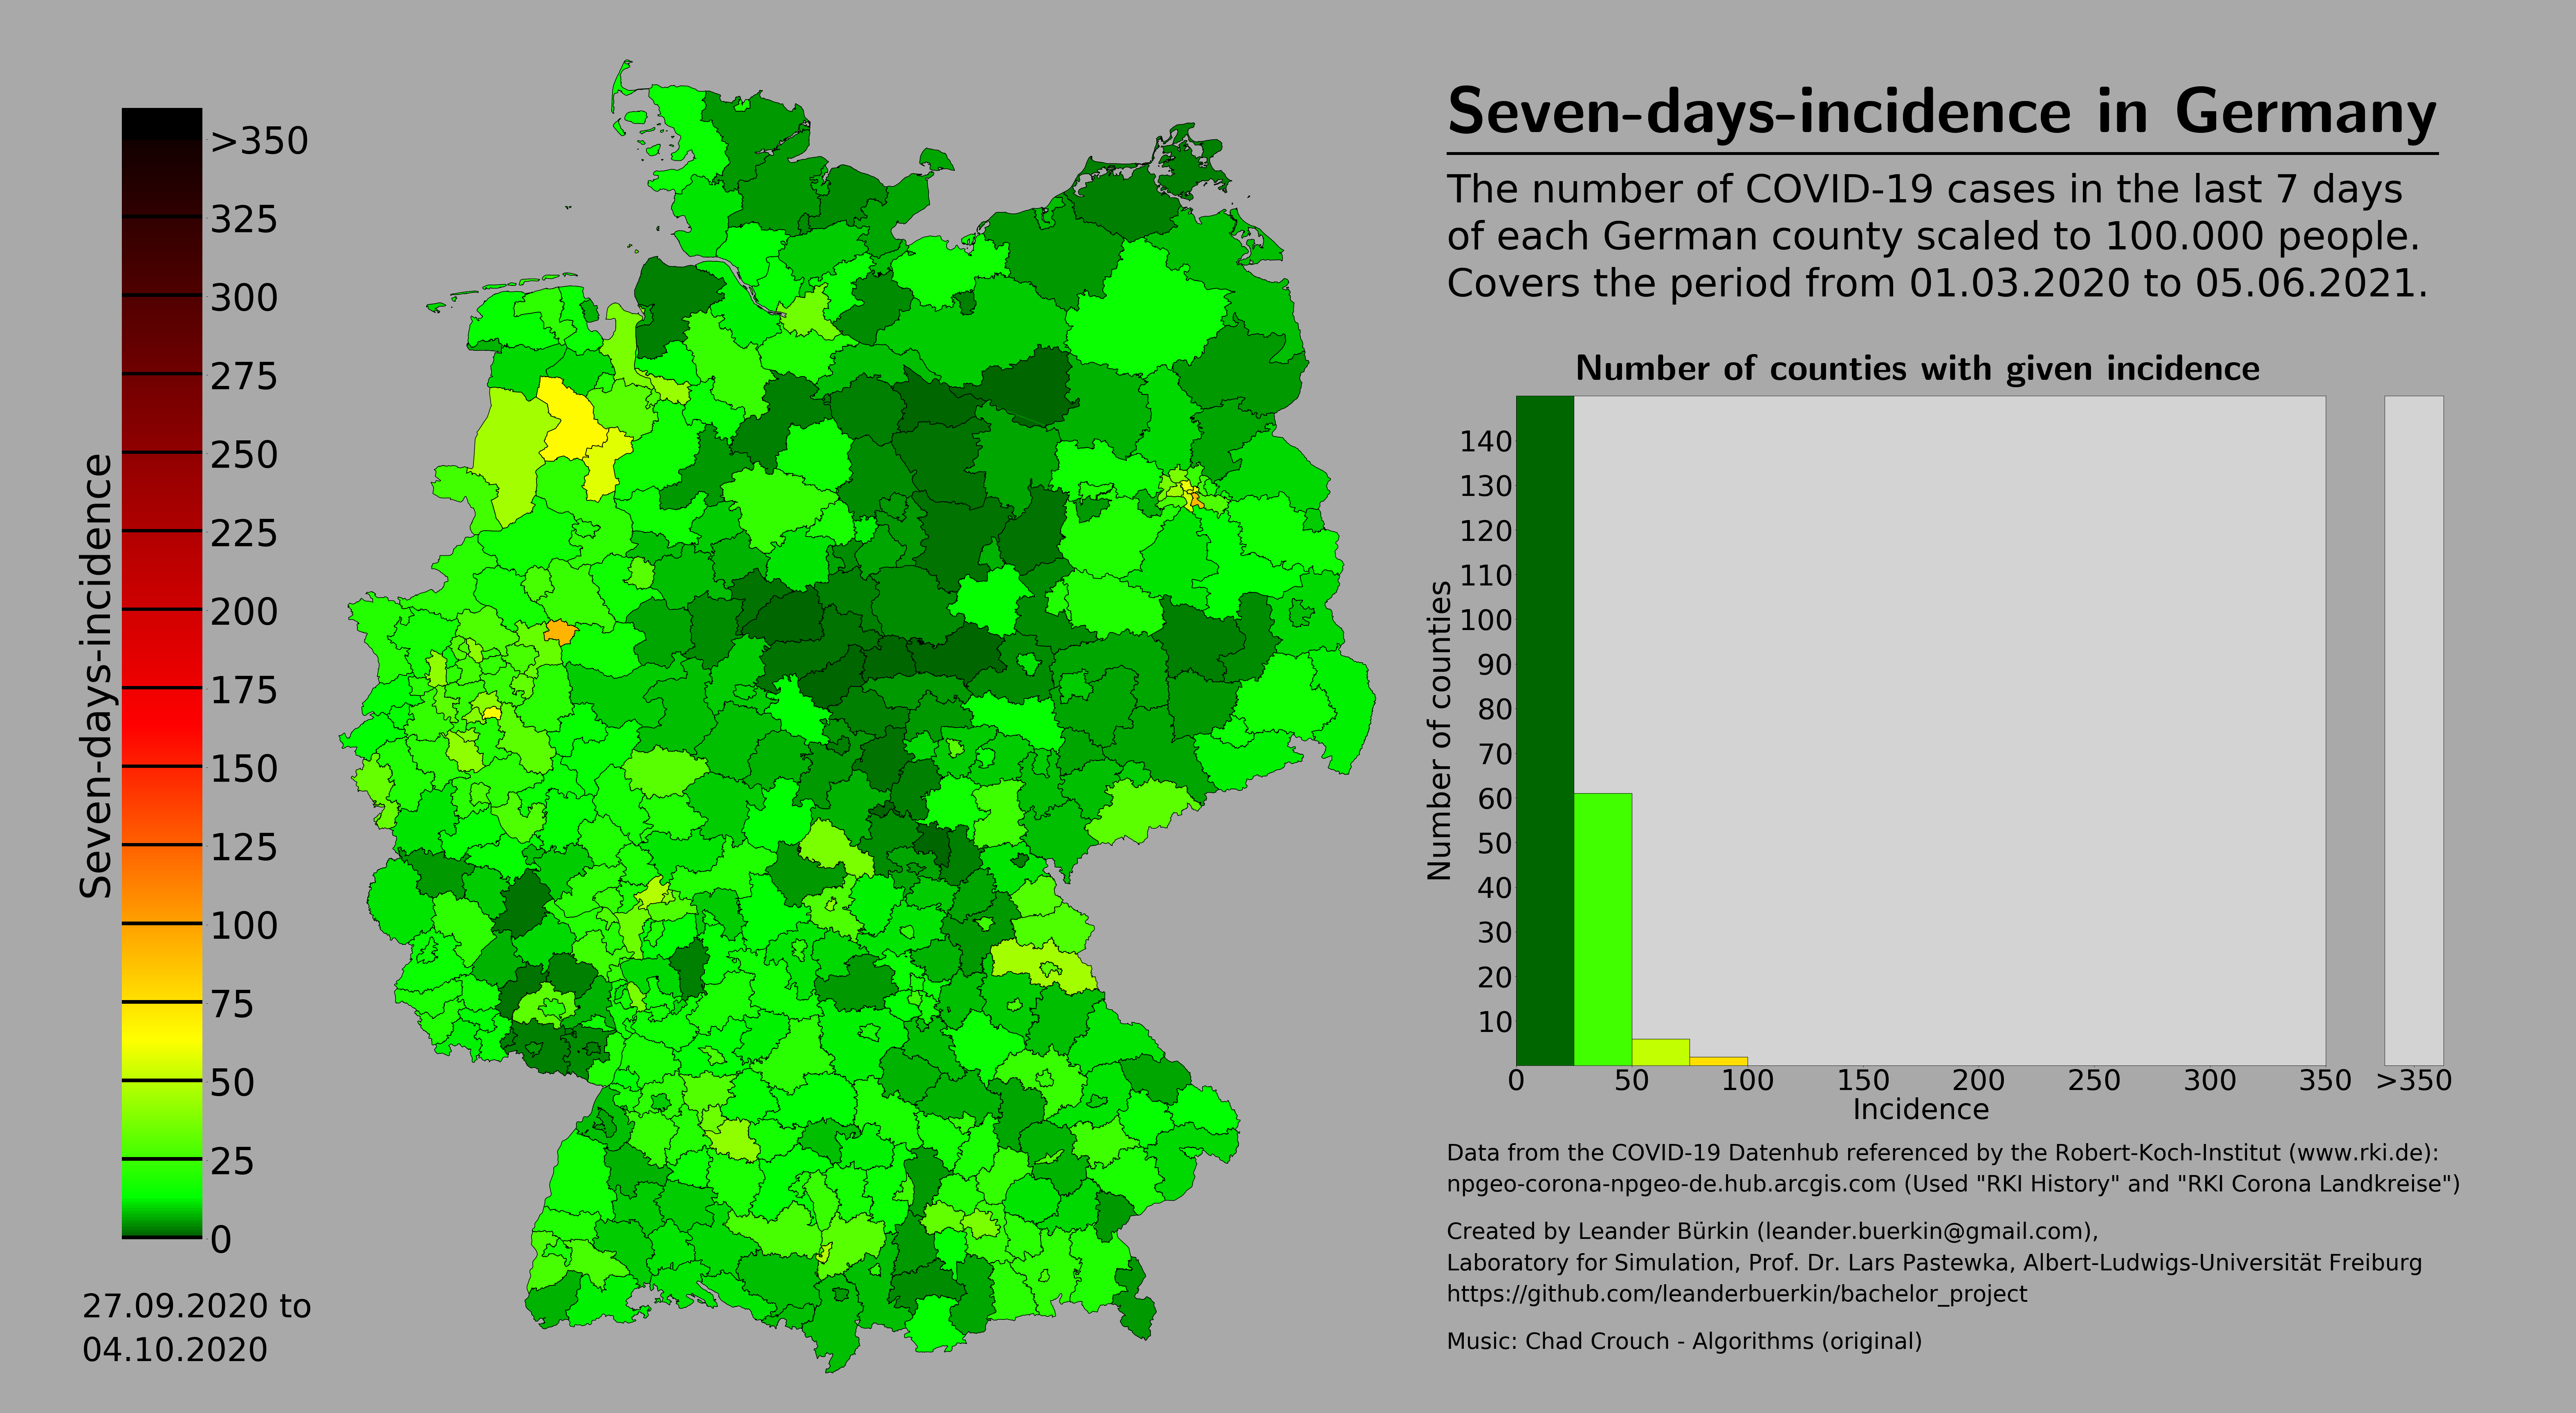 Seven-days-incidence in Germany
The number of COVID-19 cases in the last 7 days
of each German county scaled to 100.000 people.
Covers the period from 01.03.2020 to 05.06.2021.
Seven-days-incidence
>350
325
300
275
250
225
200
175
150
125
100
75
50
25
0
27.09.2020 to
04.10.2020
Number of counties with given incidence
Number of counties
140
130
120
110
100
90
80
70
60
50
40
30
20
10
0 50 100 150 200 250 300 350 >350
Incidence
Data from the COVID-19 Datenhub referenced by the Robert-Koch-Institut (www.rki.de):
npgeo-corona-npgeo-de.hub.arcgis.com (Used "RKI History" and "RKI Corona Landkreise")
Created by Leander Bürkin (leander.buerkin@gmail.com),
Laboratory for Simulation, Prof. Dr. Lars Pastewka, Albert-Ludwigs-Universität Freiburg
https://github.com/leanderbuerkin/bachelor_project
Music: Chad Crouch - Algorithms (original)